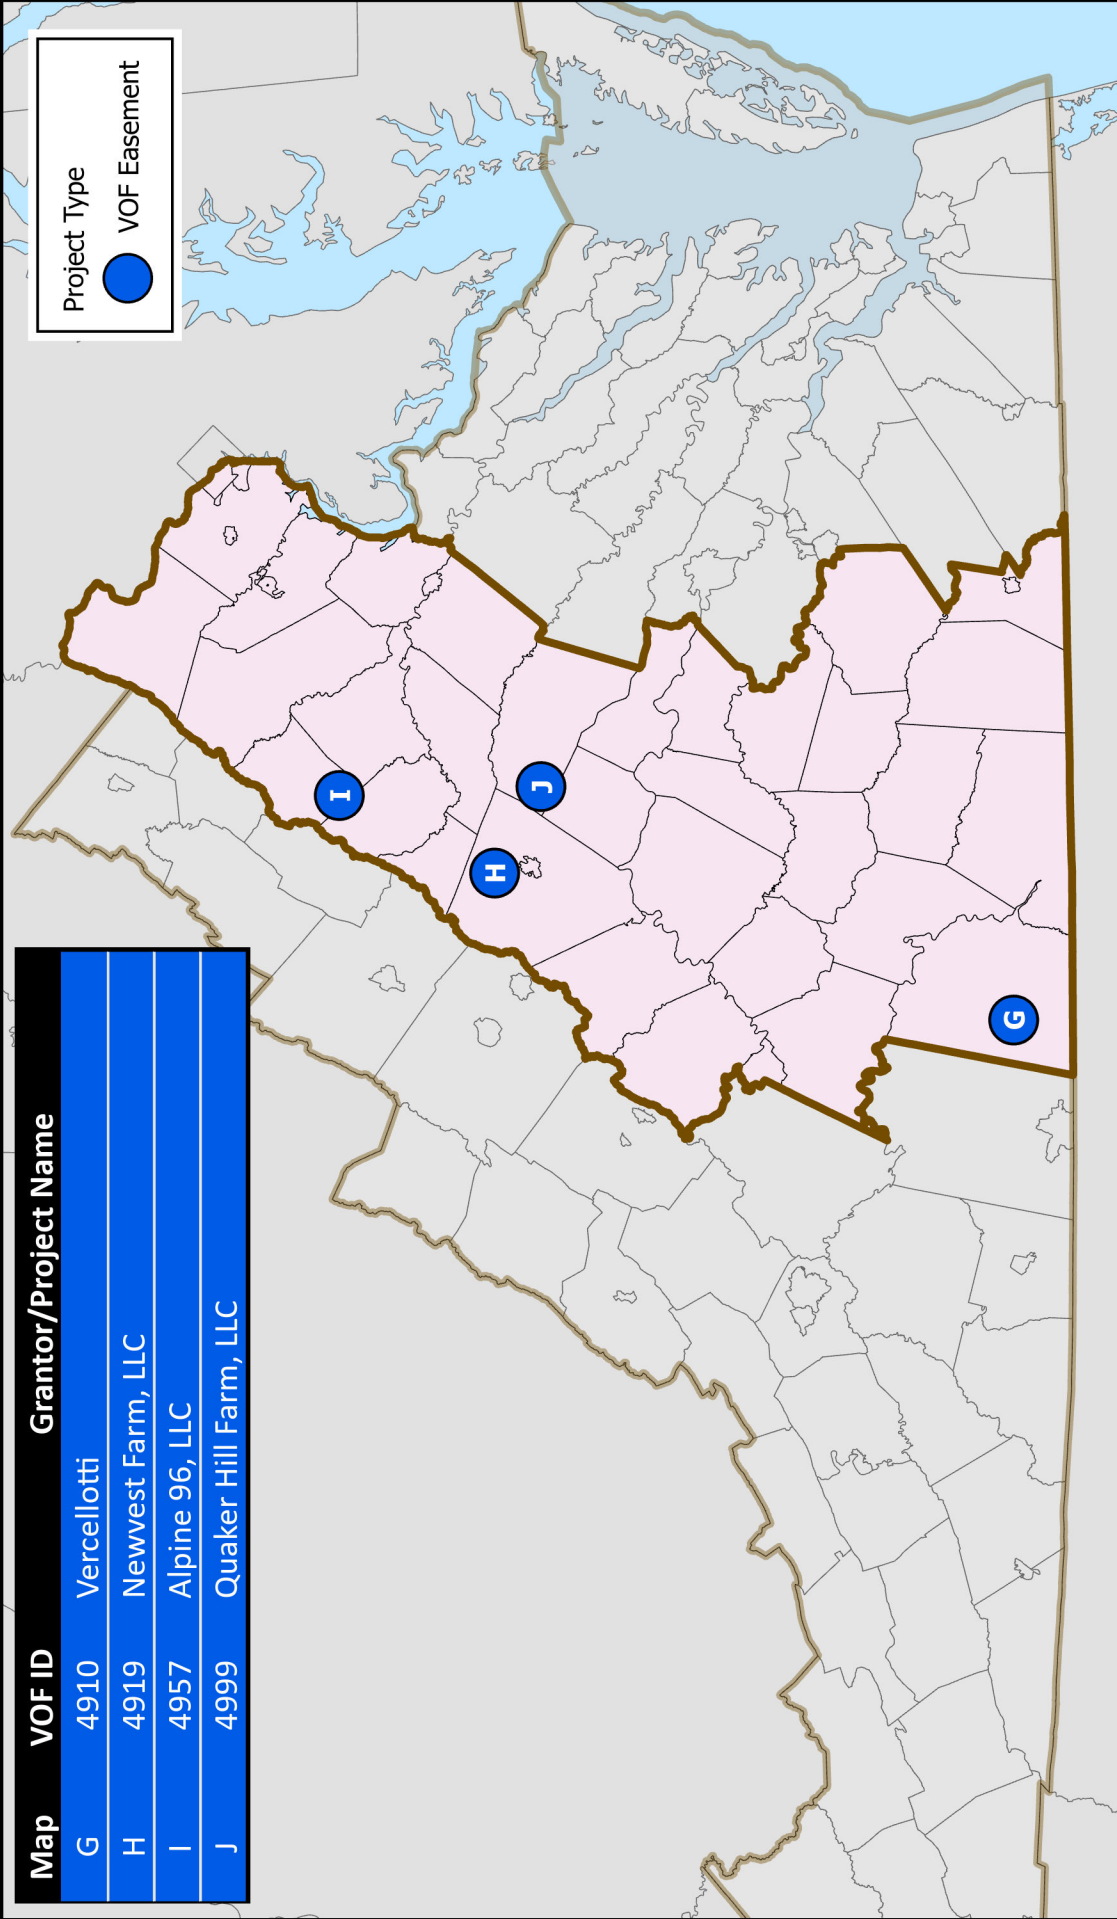 Map VOF ID Grantor/Project Name
G 4910 Vercellotti
H 4919 Newvest Farm, LLC
I 4957 Alpine 96, LLC
J 4999 Quaker Hill Farm, LLC
Project Type
VOF Easement
I
H
J
G